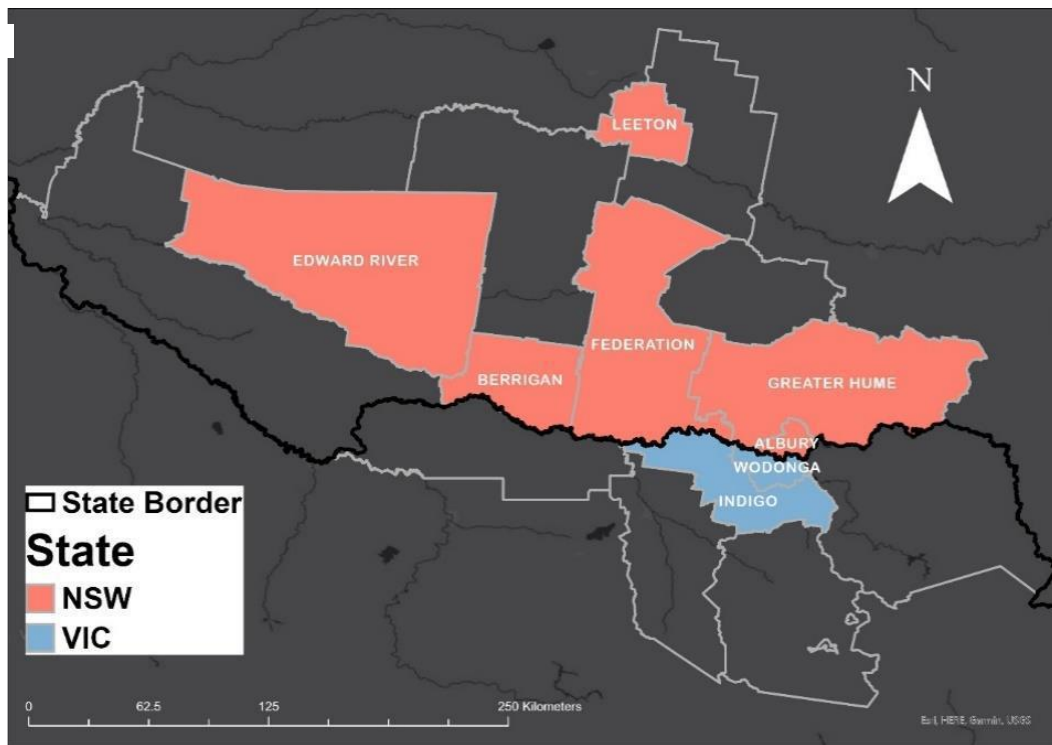 N
LEETON
EDWARD RIVER
FEDERATION
BERRIGAN
GREATER HUME
ALBURY
WODONGA
INDIGO
State Border
State
NSW
VIC
0 62.5 125 250 Kilometers
Esri, HERE, Garmin, USGS